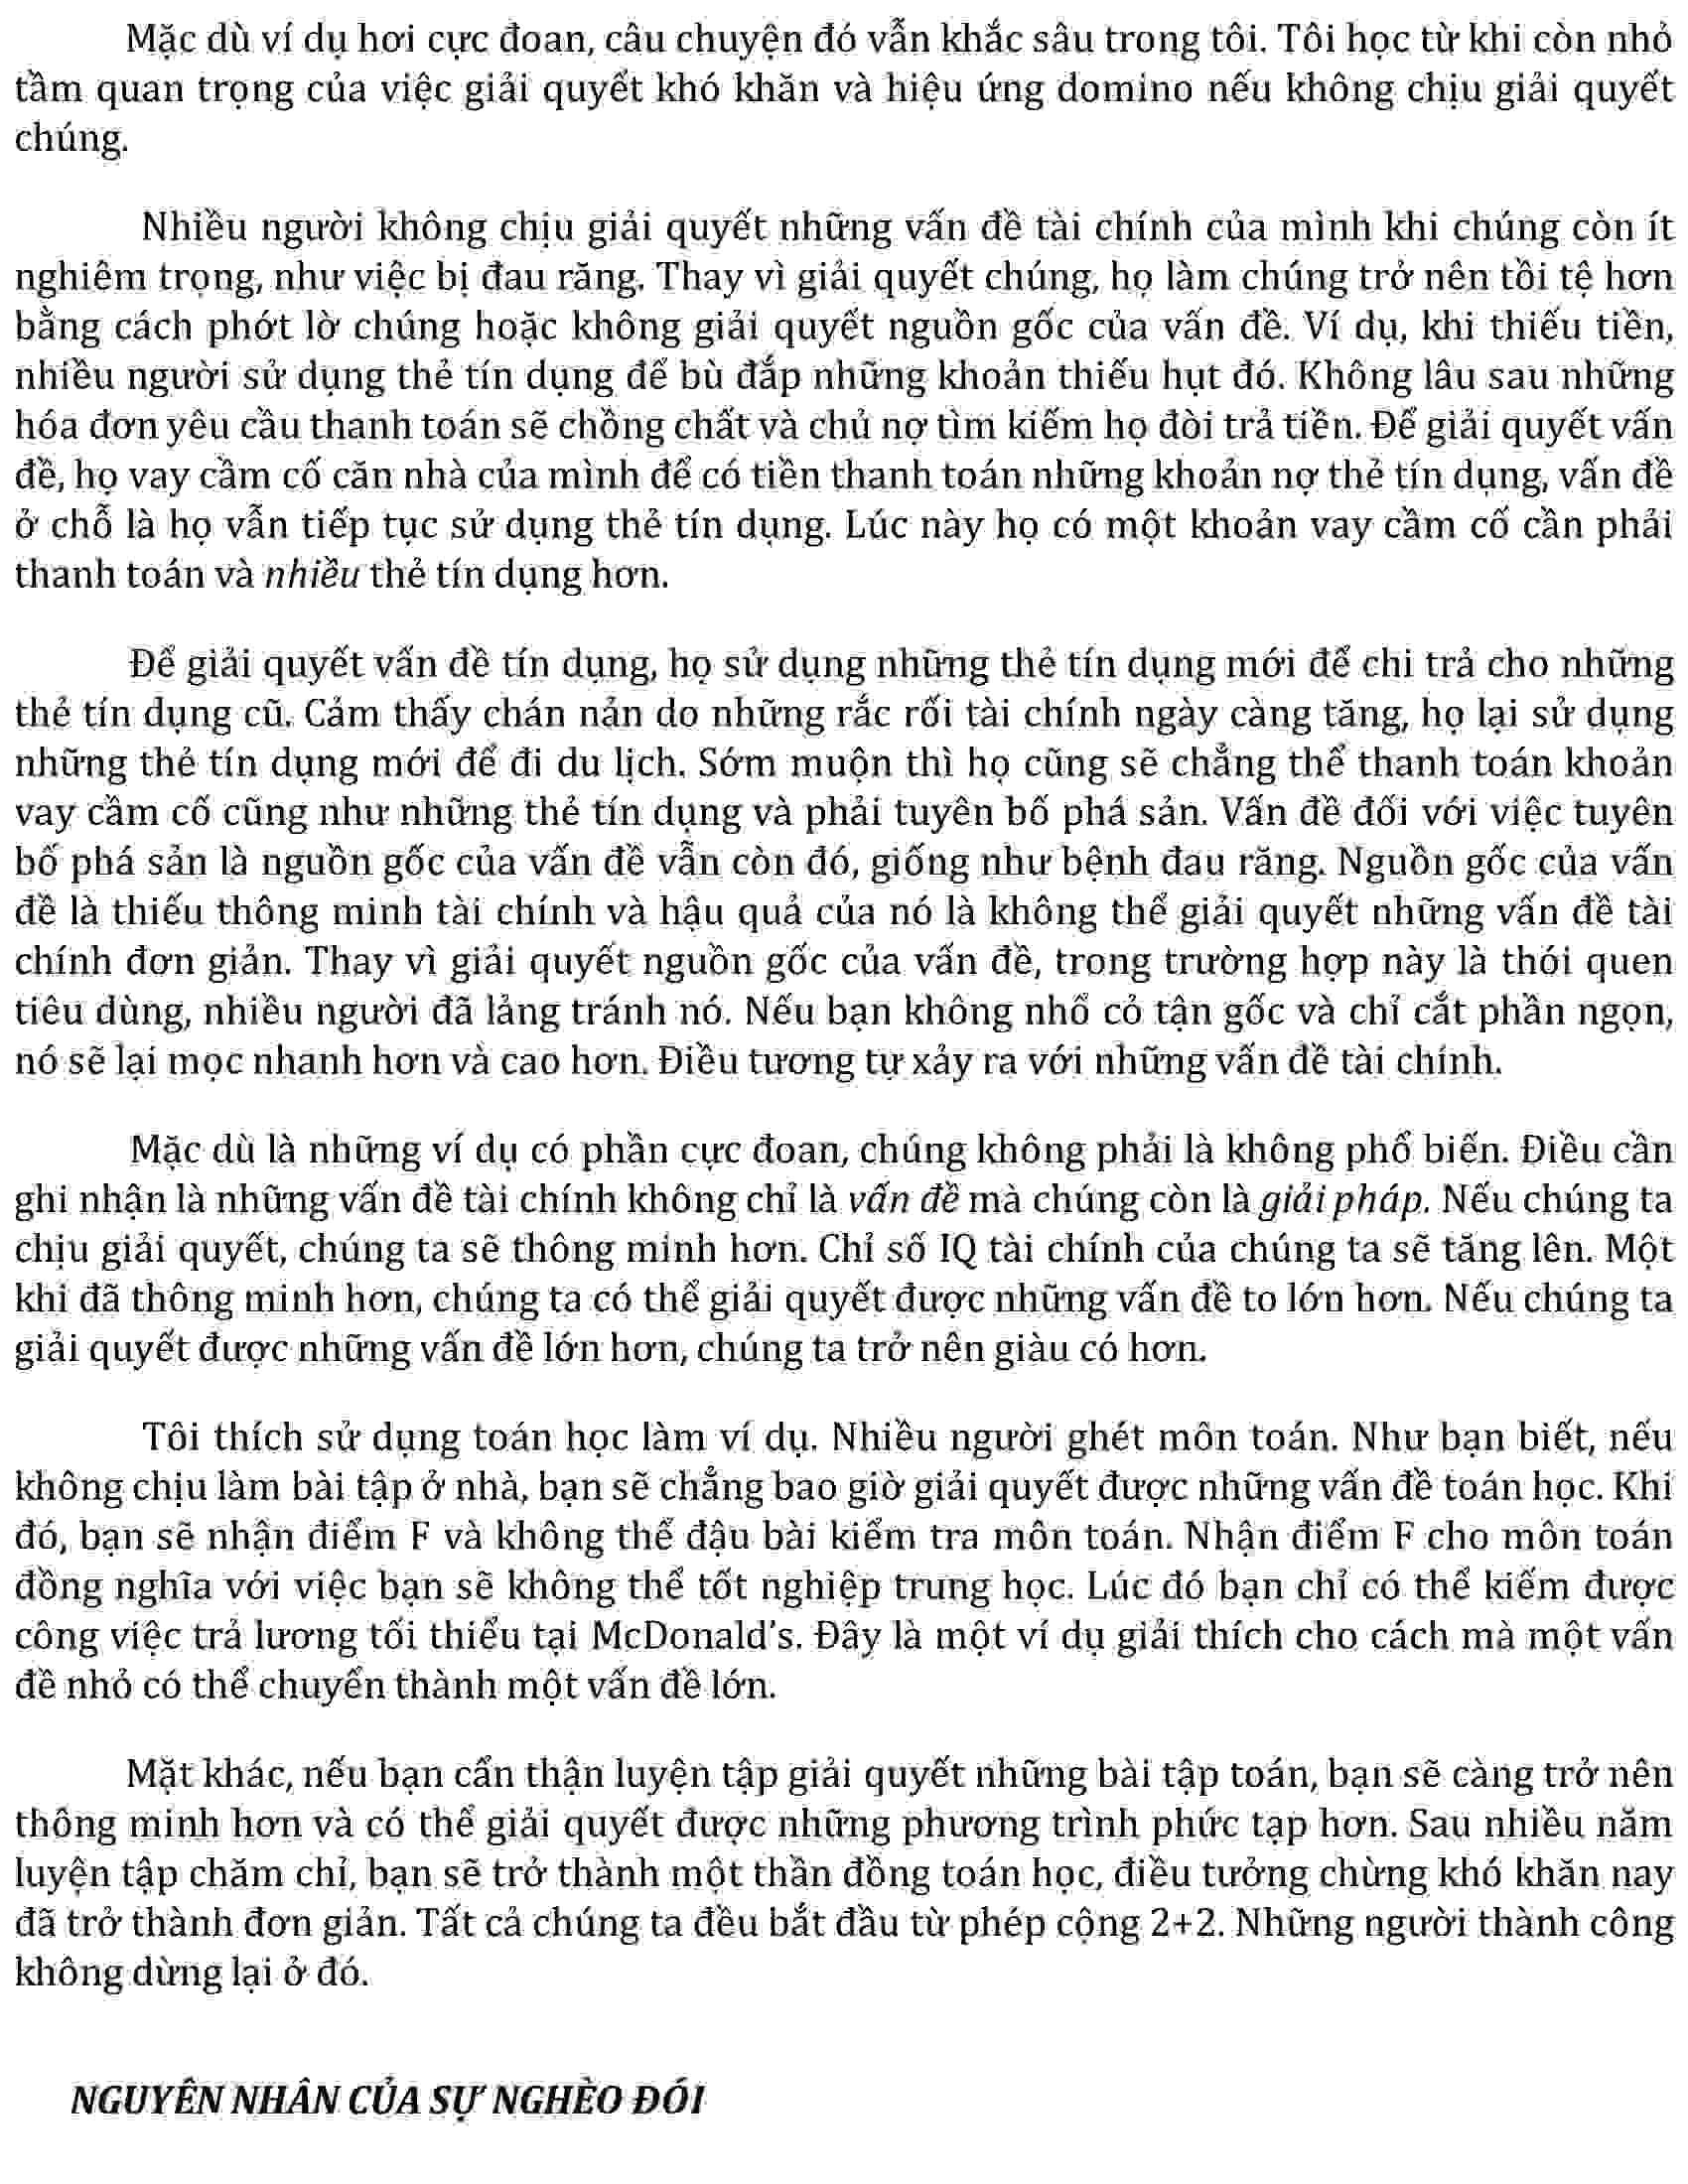 Mặc dù ví dụ hơi cực đoan, câu chuyện đó vẫn khắc sâu trong tôi. Tôi học từ khi còn nhỏ
tầm quan trọng của việc giải quyết khó khăn và hiệu ứng domino nếu không chịu giải quyết
chúng.
Nhiều người không chịu giải quyết những vấn đề tài chính của mình khi chúng còn ít
nghiêm trọng, như việc bị đau răng. Thay vì giải quyết chúng, họ làm chúng trở nên tồi tệ hơn
bằng cách phớt lờ chúng hoặc không giải quyết nguồn gốc của vấn đề. Ví dụ, khi thiếu tiền,
nhiều người sử dụng thẻ tín dụng để bù đắp những khoản thiếu hụt đó. Không lâu sau những
hóa đơn yêu cầu thanh toán sẽ chồng chất và chủ nợ tìm kiếm họ đòi trả tiền. Để giải quyết vấn
đề, họ vay cầm cố căn nhà của mình để có tiền thanh toán những khoản nợ thẻ tín dụng, vấn đề
ở chỗ là họ vẫn tiếp tục sử dụng thẻ tín dụng. Lúc này họ có một khoản vay cầm cố cần phải
thanh toán và nhiều thẻ tín dụng hơn.
Để giải quyết vấn đề tín dụng, họ sử dụng những thẻ tín dụng mới để chi trả cho những
thẻ tín dụng cũ. Cảm thấy chán nản do những rắc rối tài chính ngày càng tăng, họ lại sử dụng
những thẻ tín dụng mới để đi du lịch. Sớm muộn thì họ cũng sẽ chẳng thể thanh toán khoản
vay cầm cố cũng như những thẻ tín dụng và phải tuyên bố phá sản. Vấn đề đối với việc tuyên
bố phá sản là nguồn gốc của vấn đề vẫn còn đó, giống như bệnh đau răng. Nguồn gốc của vấn
đề là thiếu thông minh tài chính và hậu quả của nó là không thể giải quyết những vấn đề tài
chính đơn giản. Thay vì giải quyết nguồn gốc của vấn đề, trong trường hợp này là thói quen
tiêu dùng, nhiều người đã lảng tránh nó. Nếu bạn không nhổ cỏ tận gốc và chỉ cắt phần ngọn,
nó sẽ lại mọc nhanh hơn và cao hơn. Điều tương tự xảy ra với những vấn đề tài chính.
Mặc dù là những ví dụ có phần cực đoan, chúng không phải là không phổ biến. Điều cần
ghi nhận là những vấn đề tài chính không chỉ là vấn đề mà chúng còn là giải pháp. Nếu chúng ta
chịu giải quyết, chúng ta sẽ thông minh hơn. Chỉ số IQ tài chính của chúng ta sẽ tăng lên. Một
khi đã thông minh hơn, chúng ta có thể giải quyết được những vấn đề to lớn hơn. Nếu chúng ta
giải quyết được những vấn đề lớn hơn, chúng ta trở nên giàu có hơn.
Tôi thích sử dụng toán học làm ví dụ. Nhiều người ghét môn toán. Như bạn biết, nếu
không chịu làm bài tập ở nhà, bạn sẽ chẳng bao giờ giải quyết được những vấn đề toán học. Khi
đó, bạn sẽ nhận điểm F và không thể đậu bài kiểm tra môn toán. Nhận điểm F cho môn toán
đồng nghĩa với việc bạn sẽ không thể tốt nghiệp trung học. Lúc đó bạn chỉ có thể kiếm được
công việc trả lương tối thiểu tại McDonald's. Đây là một ví dụ giải thích cho cách mà một vấn
đề nhỏ có thể chuyển thành một vấn đề lớn.
Mặt khác, nếu bạn cẩn thận luyện tập giải quyết những bài tập toán, bạn sẽ càng trở nên
thông minh hơn và có thể giải quyết được những phương trình phức tạp hơn. Sau nhiều năm
luyện tập chăm chỉ, bạn sẽ trở thành một thần đồng toán học, điều tưởng chừng khó khăn nay
đã trở thành đơn giản. Tất cả chúng ta đều bắt đầu từ phép cộng 2+2. Những người thành công
không dừng lại ở đó.
NGUYÊN NHÂN CỦA SỰ NGHÈO ĐÓI